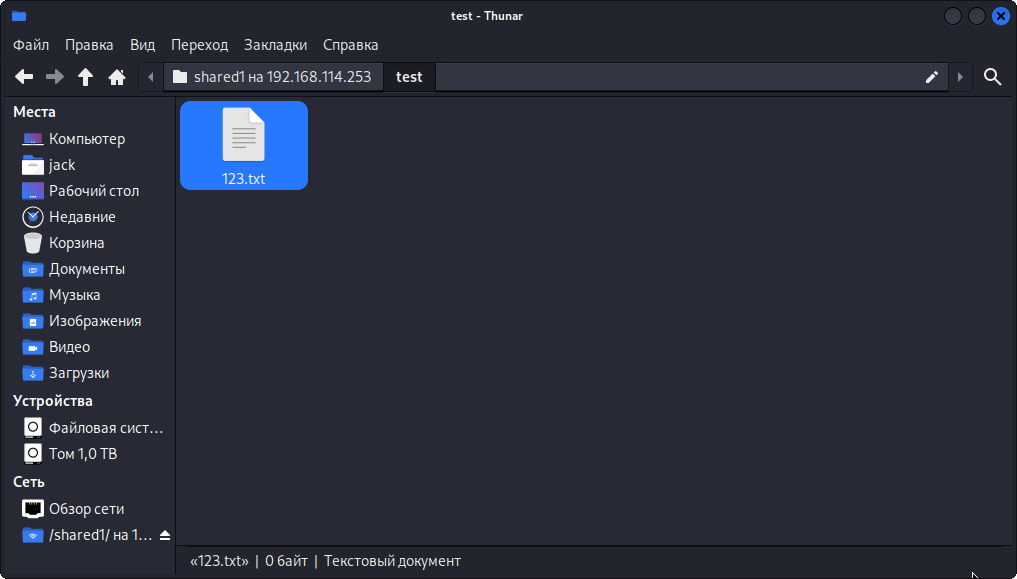 test - Thunar
Файл Правка Вид Переход Закладки Справка
shared1 на 192.168.114.253 test
Места
Компьютер
jack
Рабочий стол
Недавние
Корзина
Документы
Музыка
Изображения
Видео
Загрузки
Устройства
Файловая сист…
Том 1,0 ТВ
Сеть
Обзор сети
/shared1/ на 1…
123.txt
«123.txt» | 0 байт | Текстовый документ